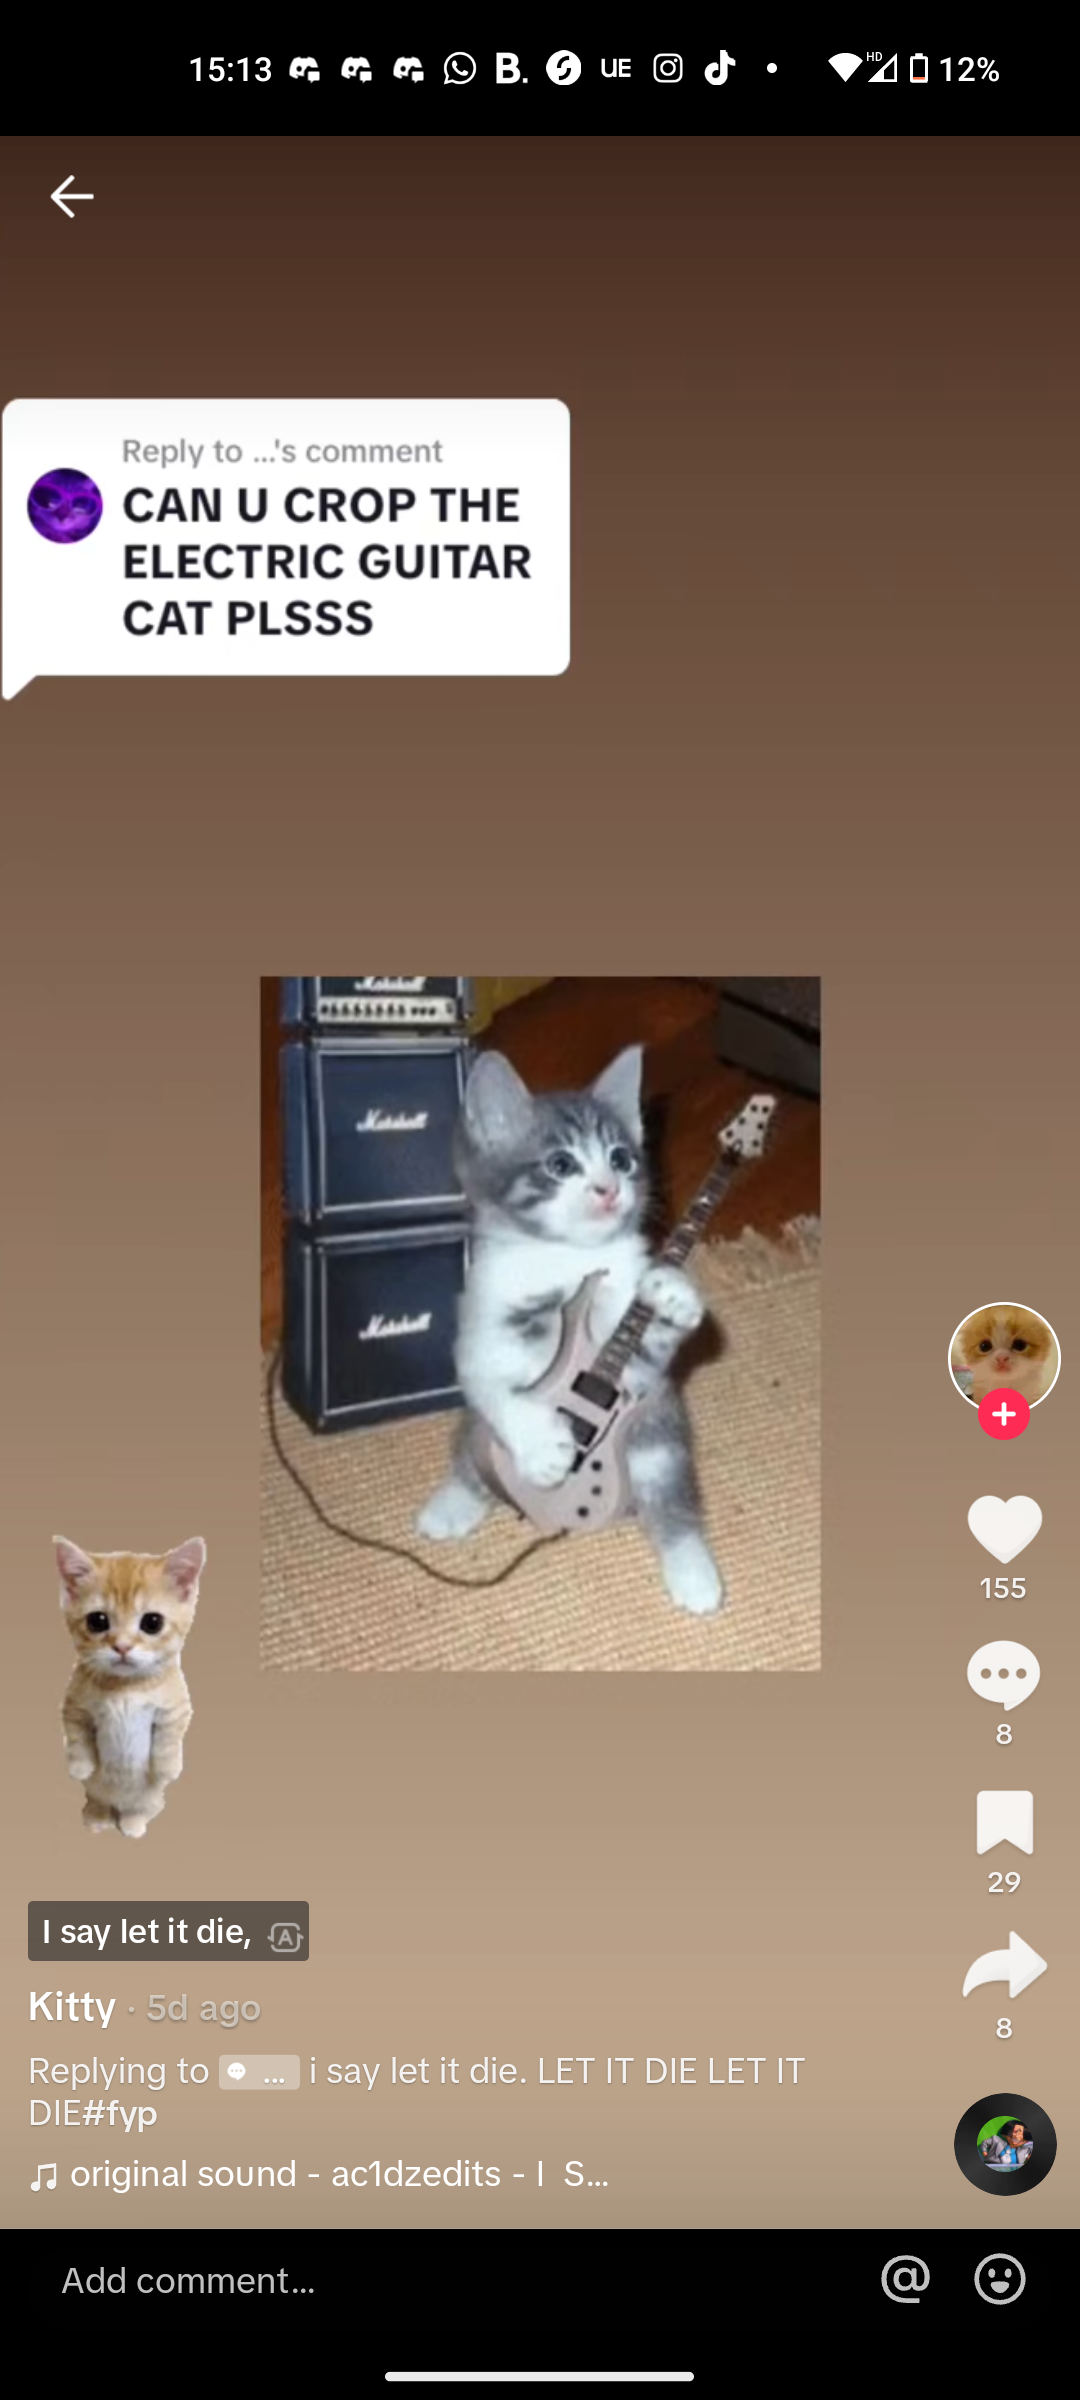 15:13 B. UE HD 12%
Reply to ...'s comment
CAN U CROP THE
ELECTRIC GUITAR
CAT PLSSS
Marshall
Marshall
Marshall
155
8
29
8
I say let it die, A
Kitty · 5d ago
Replying to ... i say let it die. LET IT DIE LET IT
DIE#fyp
original sound - ac1dzedits - I S...
Add comment... @